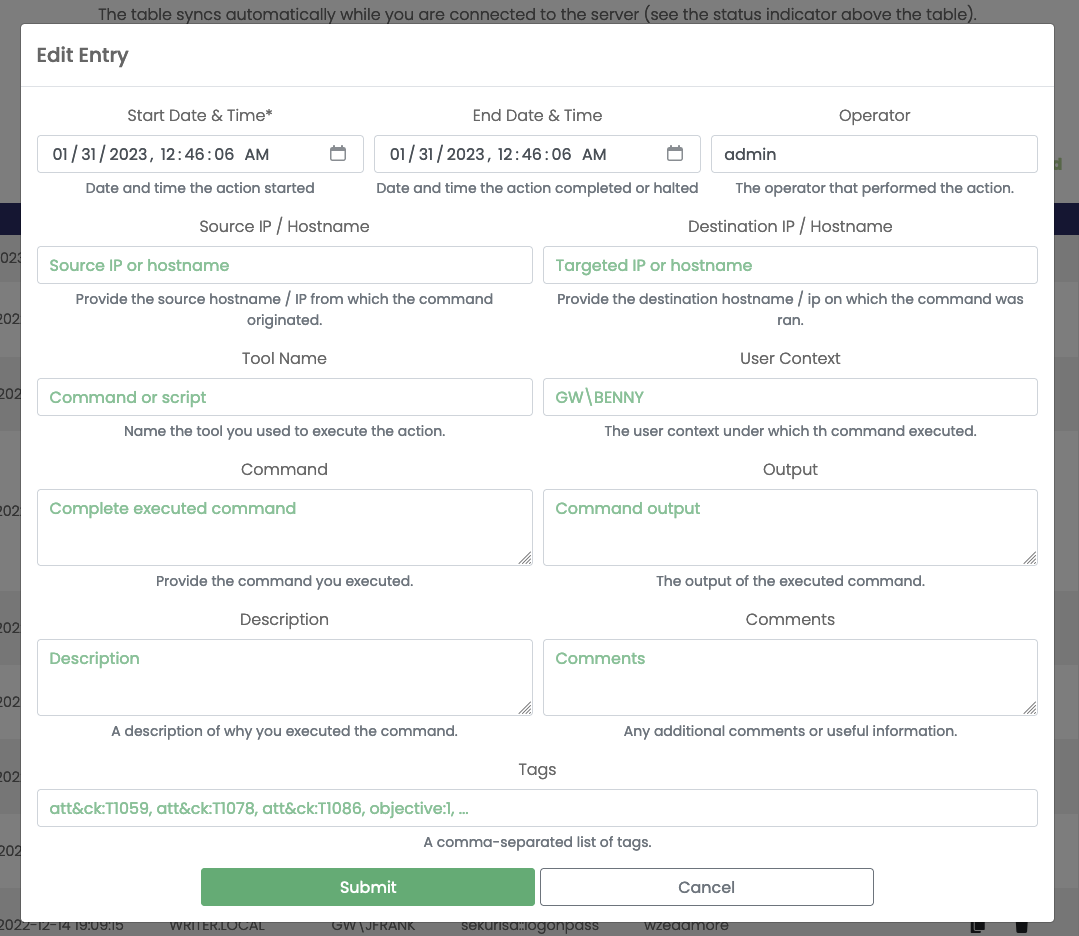 The table syncs automatically while you are connected to the server (see the status indicator above the table).
Edit Entry
Start Date & Time* End Date & Time Operator
01/31/2023, 12:46:06 AM 01/31/2023, 12:46:06 AM admin
Date and time the action started Date and time the action completed or halted The operator that performed the action.
Source IP / Hostname Destination IP / Hostname
Source IP or hostname Targeted IP or hostname
Provide the source hostname / IP from which the command Provide the destination hostname / ip on which the command was
originated. ran.
Tool Name User Context
Command or script GW\BENNY
Name the tool you used to execute the action. The user context under which th command executed.
Command Output
Complete executed command Command output
Provide the command you executed. The output of the executed command.
Description Comments
Description Comments
A description of why you executed the command. Any additional comments or useful information.
Tags
att&ck:T1059, att&ck:T1078, att&ck:T1086, objective:1, ...
A comma-separated list of tags.
Submit Cancel
2022-12-14 19:09:15 WRITER.LOCAL GW\JFRANK sekurlsa::logonpass wzedamore